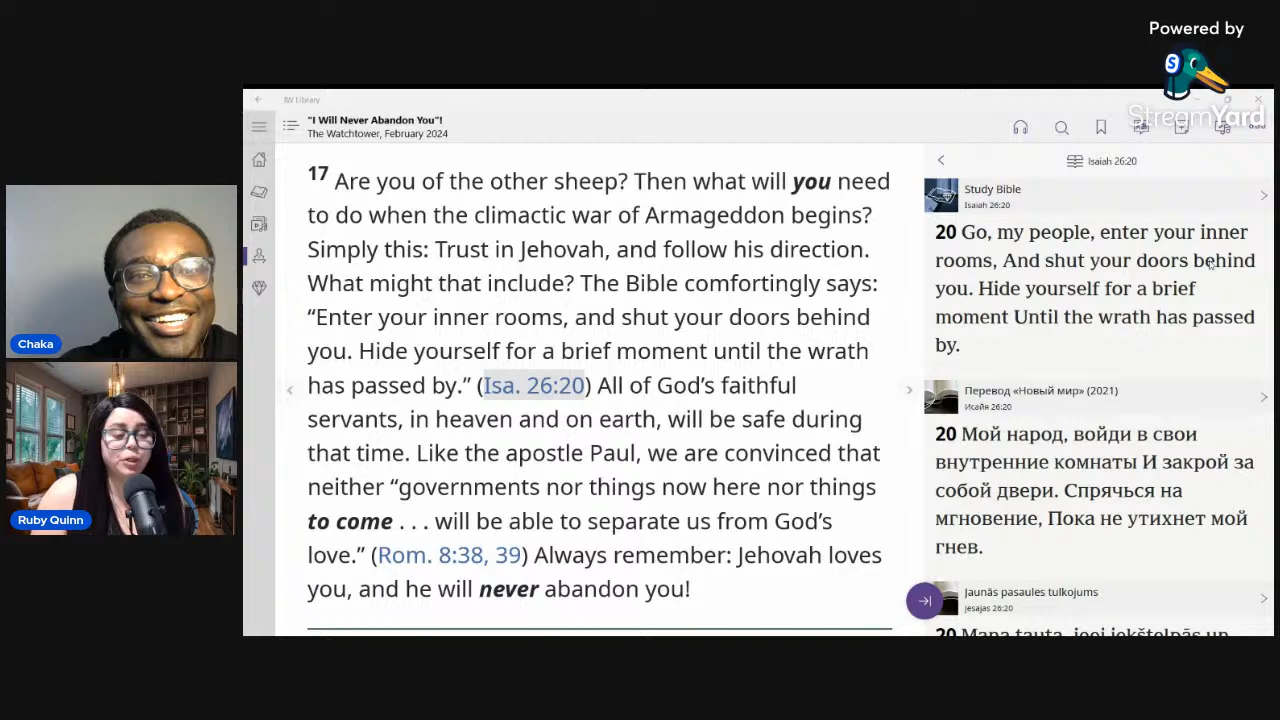 Powered by
S
StreamYard
JW Library
"I Will Never Abandon You"!
The Watchtower, February 2024
17 Are you of the other sheep? Then what will you need
to do when the climactic war of Armageddon begins?
Simply this: Trust in Jehovah, and follow his direction.
What might that include? The Bible comfortingly says:
“Enter your inner rooms, and shut your doors behind
you. Hide yourself for a brief moment until the wrath
has passed by.” (Isa. 26:20) All of God’s faithful
servants, in heaven and on earth, will be safe during
that time. Like the apostle Paul, we are convinced that
neither “governments nor things now here nor things
to come . . . will be able to separate us from God’s
love.” (Rom. 8:38, 39) Always remember: Jehovah loves
you, and he will never abandon you!
Isaiah 26:20
Study Bible
Isaiah 26:20
20 Go, my people, enter your inner
rooms, And shut your doors behind
you. Hide yourself for a brief
moment Until the wrath has passed
by.
Перевод «Новый мир» (2021)
Исайя 26:20
20 Мой народ, войди в свои
внутренние комнаты И закрой за
собой двери. Спрячься на
мгновение, Пока не утихнет мой
гнев.
Jaunās pasaules tulkojums
Jesajas 26:20
20 Mana tauta, ieej iekštelpās un
Chaka
Ruby Quinn